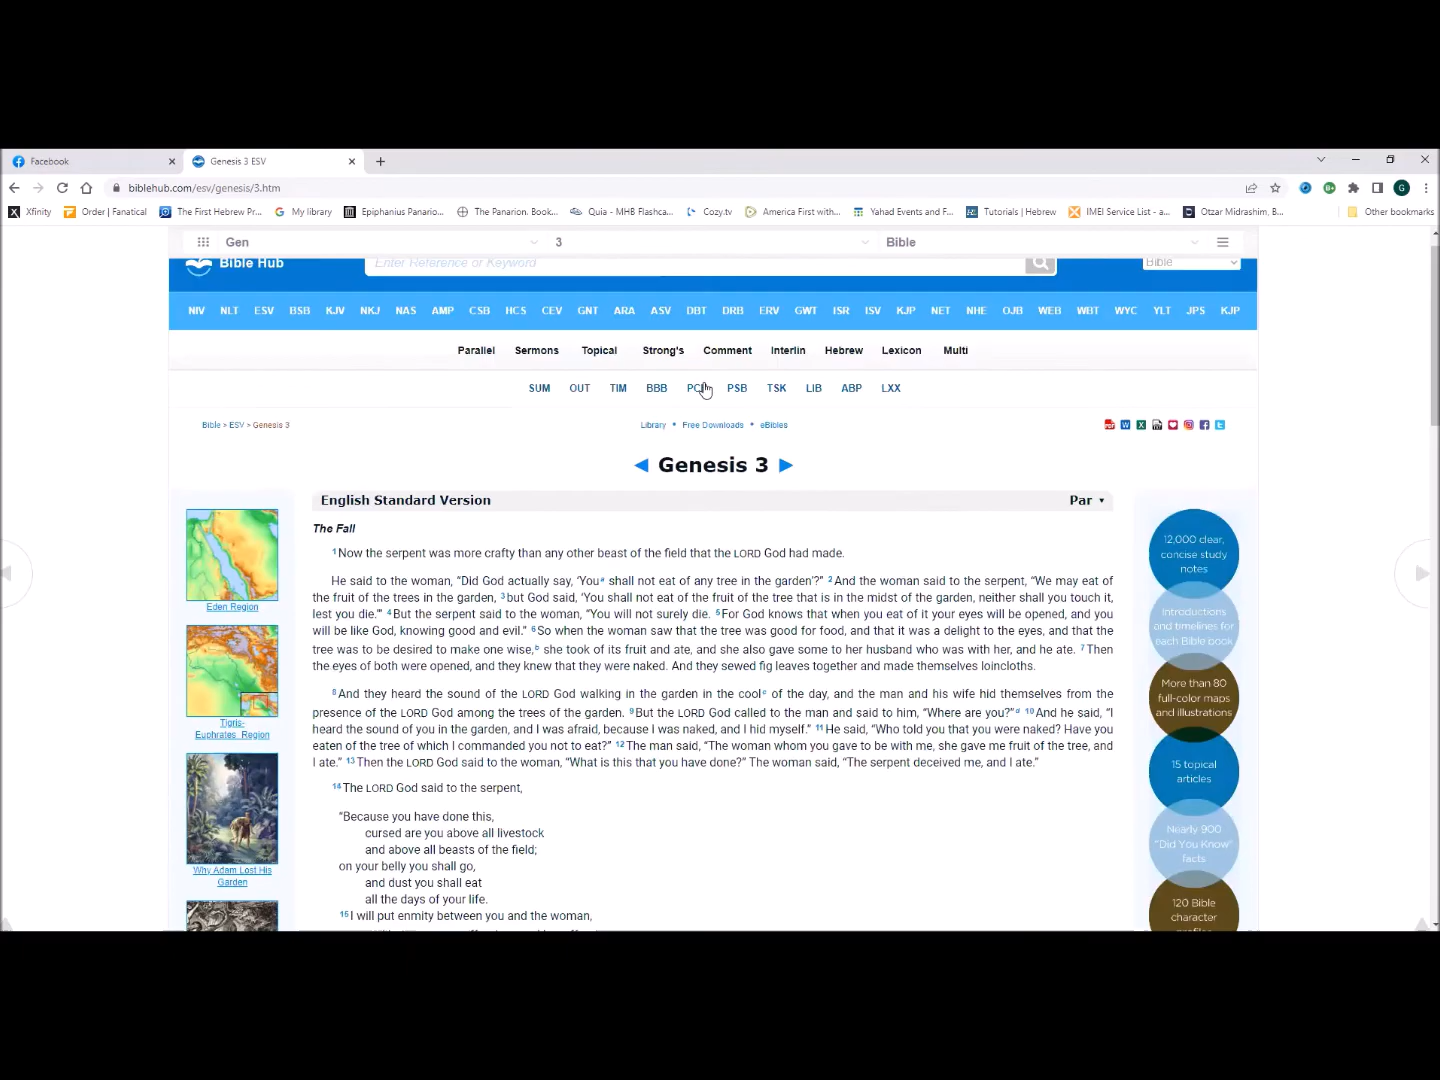 Facebook
Genesis 3 ESV
biblehub.com/esv/genesis/3.htm
G
Xfinity
Order | Fanatical
The First Hebrew Pr...
My library
Epiphanius Panario...
The Panarion. Book...
Quia - MHB Flashca...
Cozy.tv
America First with...
Yahad Events and F...
Tutorials | Hebrew
IMEI Service List - a...
Otzar Midrashim, B...
Other bookmarks
Gen 3 Bible
Bible Hub Enter Reference or Keyword Bible
NIV NLT ESV BSB KJV NKJ NAS AMP CSB HCS CEV GNT ARA ASV DBT DRB ERV GWT ISR ISV KJP NET NHE OJB WEB WBT WYC YLT JPS KJP
Parallel Sermons Topical Strong's Comment Interlin Hebrew Lexicon Multi
SUM OUT TIM BBB PSB TSK LIB ABP LXX
Bible > ESV > Genesis 3
Library • Free Downloads • eBibles
◄ Genesis 3 ►
English Standard Version
Par ▾
The Fall
1Now the serpent was more crafty than any other beast of the field that the LORD God had made.
He said to the woman, “Did God actually say, ‘Youa shall not eat of any tree in the garden’?” 2And the woman said to the serpent, “We may eat of
the fruit of the trees in the garden, 3but God said, ‘You shall not eat of the fruit of the tree that is in the midst of the garden, neither shall you touch it,
lest you die.’” 4But the serpent said to the woman, “You will not surely die. 5For God knows that when you eat of it your eyes will be opened, and you
will be like God, knowing good and evil.” 6So when the woman saw that the tree was good for food, and that it was a delight to the eyes, and that the
tree was to be desired to make one wise,b she took of its fruit and ate, and she also gave some to her husband who was with her, and he ate. 7Then
the eyes of both were opened, and they knew that they were naked. And they sewed fig leaves together and made themselves loincloths.
8And they heard the sound of the LORD God walking in the garden in the coolc of the day, and the man and his wife hid themselves from the
presence of the LORD God among the trees of the garden. 9But the LORD God called to the man and said to him, “Where are you?”d 10And he said, “I
heard the sound of you in the garden, and I was afraid, because I was naked, and I hid myself.” 11He said, “Who told you that you were naked? Have you
eaten of the tree of which I commanded you not to eat?” 12The man said, “The woman whom you gave to be with me, she gave me fruit of the tree, and
I ate.” 13Then the LORD God said to the woman, “What is this that you have done?” The woman said, “The serpent deceived me, and I ate.”
14The LORD God said to the serpent,
“Because you have done this,
cursed are you above all livestock
and above all beasts of the field;
on your belly you shall go,
and dust you shall eat
all the days of your life.
15I will put enmity between you and the woman,
Eden Region
Tigris-
Euphrates Region
Why Adam Lost His
Garden
12,000 clear,
concise study
notes
Introductions
and timelines for
each Bible book
More than 80
full-color maps
and illustrations
15 topical
articles
Nearly 900
"Did You Know"
facts
120 Bible
character